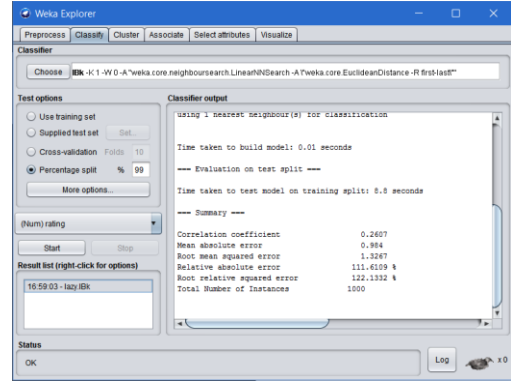 Weka Explorer
Preprocess Classify Cluster Associate Select attributes Visualize
Classifier
Choose IBk -K 1 -W 0 -A "weka.core.neighboursearch.LinearNNSearch -A \"weka.core.EuclideanDistance -R first-last\""
Test options
Use training set
Supplied test set Set...
Cross-validation Folds 10
Percentage split % 99
More options...
(Num) rating
Start Stop
Result list (right-click for options)
16:59:03 - lazy.IBk
Classifier output
using 1 nearest neighbour(s) for classification
Time taken to build model: 0.01 seconds
=== Evaluation on test split ===
Time taken to test model on training split: 8.8 seconds
=== Summary ===
Correlation coefficient 0.2607
Mean absolute error 0.984
Root mean squared error 1.3267
Relative absolute error 111.6109 %
Root relative squared error 122.1332 %
Total Number of Instances 1000
Status
OK
Log
x 0